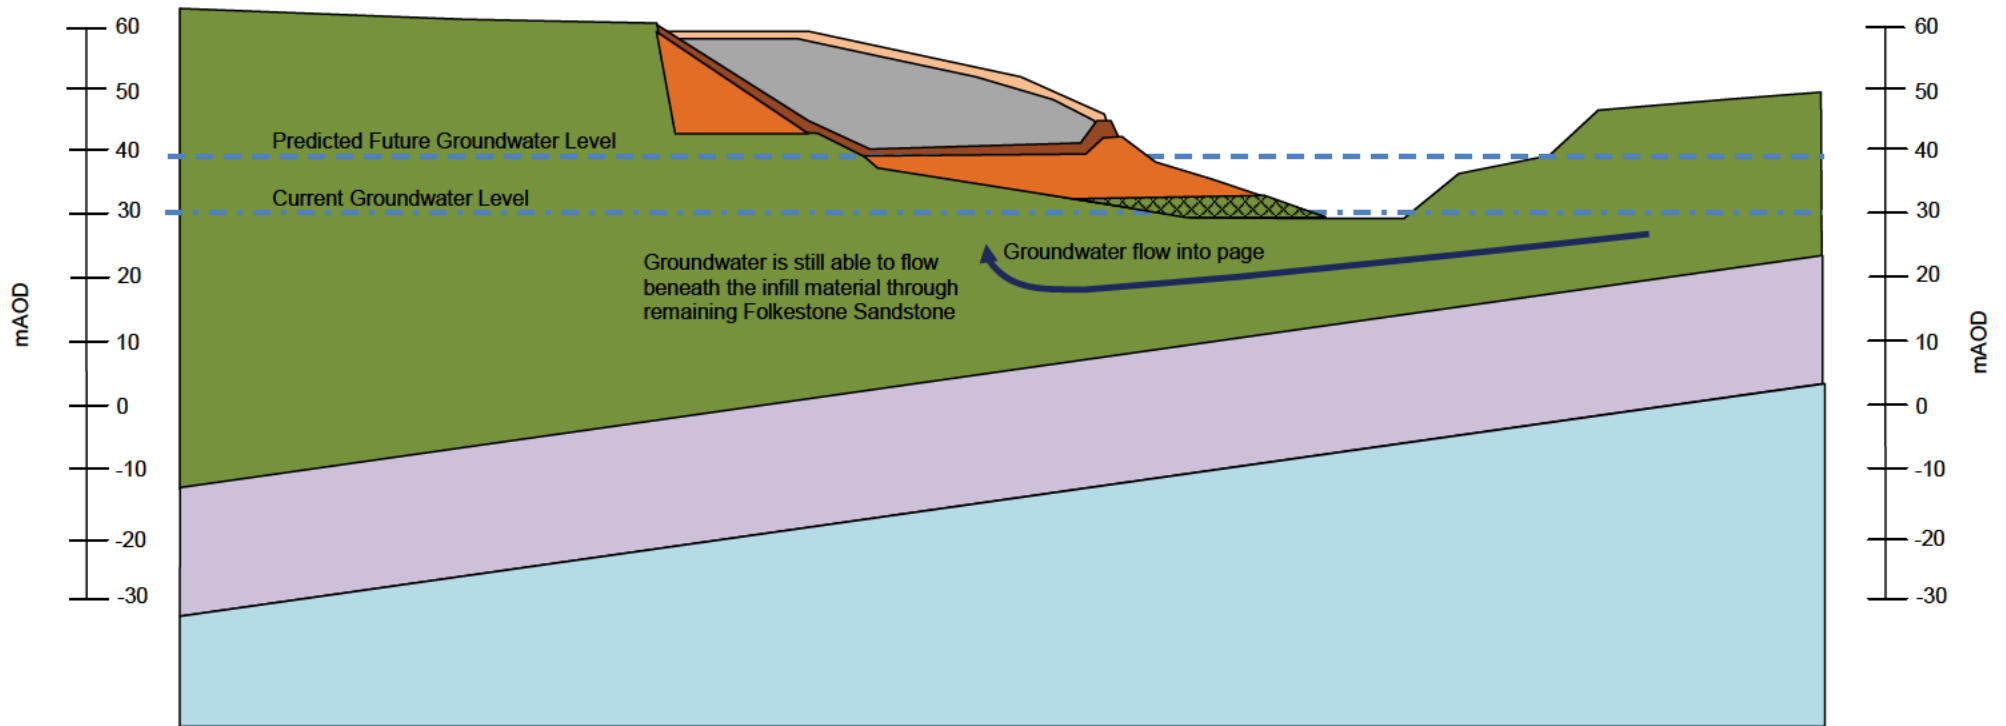 60
50
40
30
20
10
0
-10
-20
-30
mAOD
Predicted Future Groundwater Level
Current Groundwater Level
Groundwater is still able to flow
beneath the infill material through
remaining Folkestone Sandstone
Groundwater flow into page
60
50
40
30
20
10
0
-10
-20
-30
mAOD